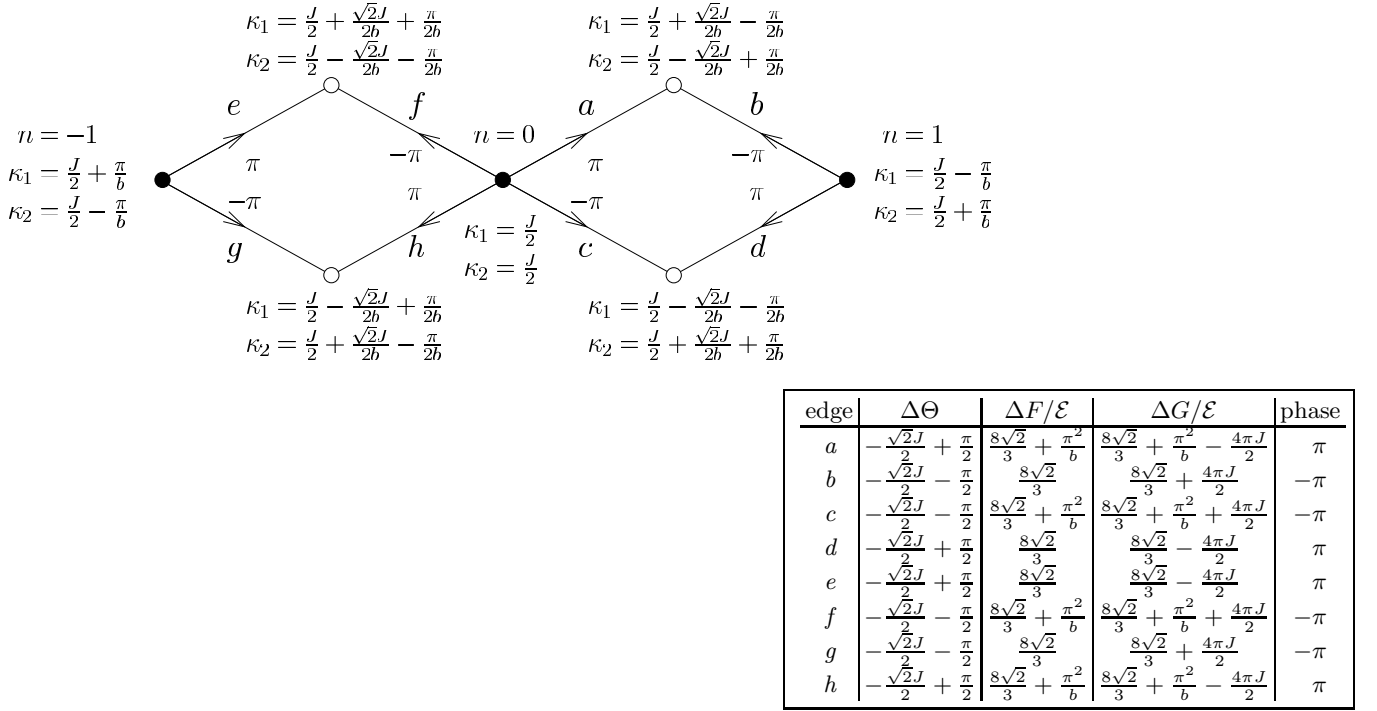 κ₁ = J/2 + √2J/2b + π/2b
κ₂ = J/2 − √2J/2b − π/2b
κ₁ = J/2 + √2J/2b − π/2b
κ₂ = J/2 − √2J/2b + π/2b
e
f
a
b
n = −1
π
−π
n = 0
π
−π
n = 1
κ₁ = J/2 + π/b
κ₂ = J/2 − π/b
κ₁ = J/2 − π/b
κ₂ = J/2 + π/b
−π
π
−π
π
g
h
κ₁ = J/2
κ₂ = J/2
c
d
κ₁ = J/2 − √2J/2b + π/2b
κ₂ = J/2 + √2J/2b − π/2b
κ₁ = J/2 − √2J/2b − π/2b
κ₂ = J/2 + √2J/2b + π/2b
edge ΔΘ ΔF/ℰ ΔG/ℰ phase
a −√2J/2 + π/2 8√2/3 + π²/b 8√2/3 + π²/b − 4πJ/2 π
b −√2J/2 − π/2 8√2/3 8√2/3 + 4πJ/2 −π
c −√2J/2 − π/2 8√2/3 + π²/b 8√2/3 + π²/b + 4πJ/2 −π
d −√2J/2 + π/2 8√2/3 8√2/3 − 4πJ/2 π
e −√2J/2 + π/2 8√2/3 8√2/3 − 4πJ/2 π
f −√2J/2 − π/2 8√2/3 + π²/b 8√2/3 + π²/b + 4πJ/2 −π
g −√2J/2 − π/2 8√2/3 8√2/3 + 4πJ/2 −π
h −√2J/2 + π/2 8√2/3 + π²/b 8√2/3 + π²/b − 4πJ/2 π